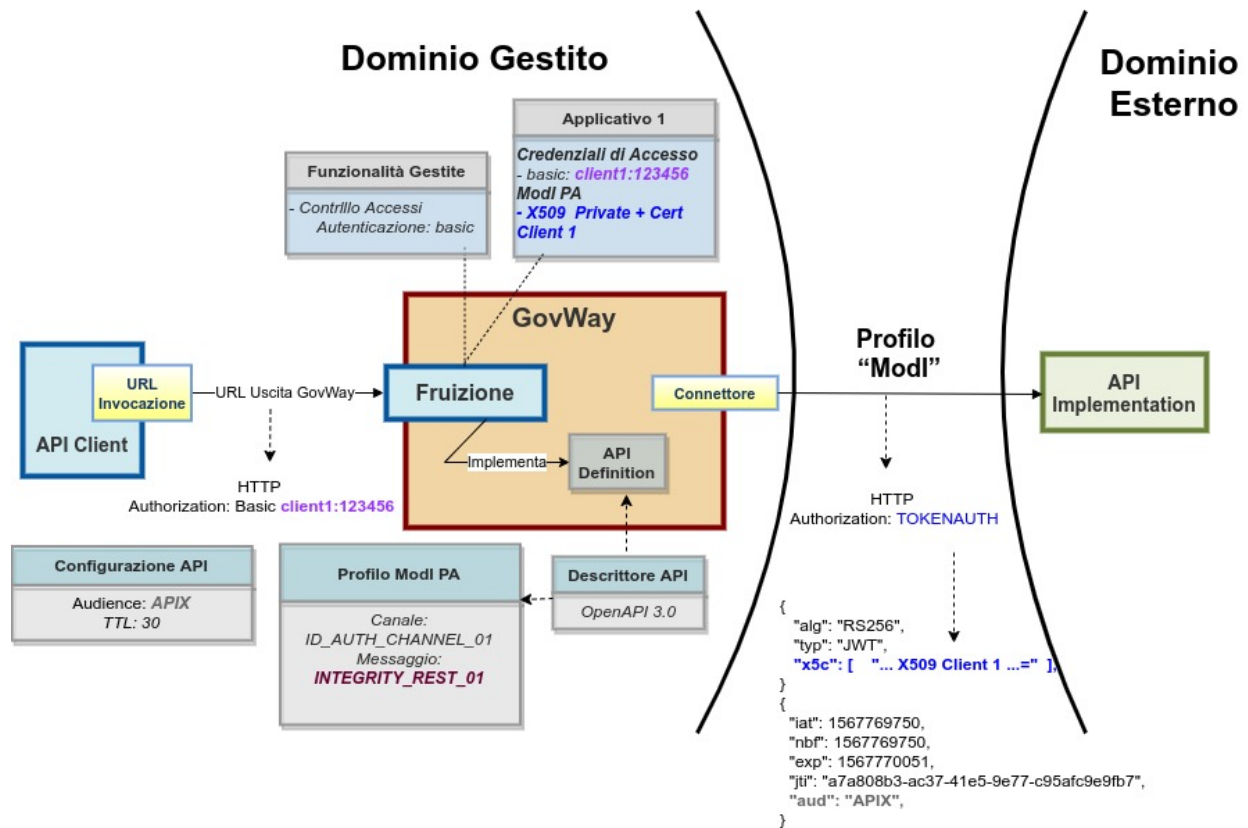 Dominio Gestito
Dominio
Esterno
Applicativo 1
Credenziali di Accesso
- basic: client1:123456
ModI PA
- X509 Private + Cert
Client 1
Funzionalità Gestite
- Contrlllo Accessi
Autenticazione: basic
GovWay
Profilo
“ModI”
API Client
URL
Invocazione
URL Uscita GovWay
Fruizione
Connettore
API
Implementation
Implementa
API
Definition
HTTP
Authorization: Basic client1:123456
HTTP
Authorization: TOKENAUTH
Configurazione API
Audience: APIX
TTL: 30
Profilo ModI PA
Canale:
ID_AUTH_CHANNEL_01
Messaggio:
INTEGRITY_REST_01
Descrittore API
OpenAPI 3.0
{
"alg": "RS256",
"typ": "JWT",
"x5c": [ "... X509 Client 1 ...=" ],
}
{
"iat": 1567769750,
"nbf": 1567769750,
"exp": 1567770051,
"jti": "a7a808b3-ac37-41e5-9e77-c95afc9e9fb7",
"aud": "APIX",
}